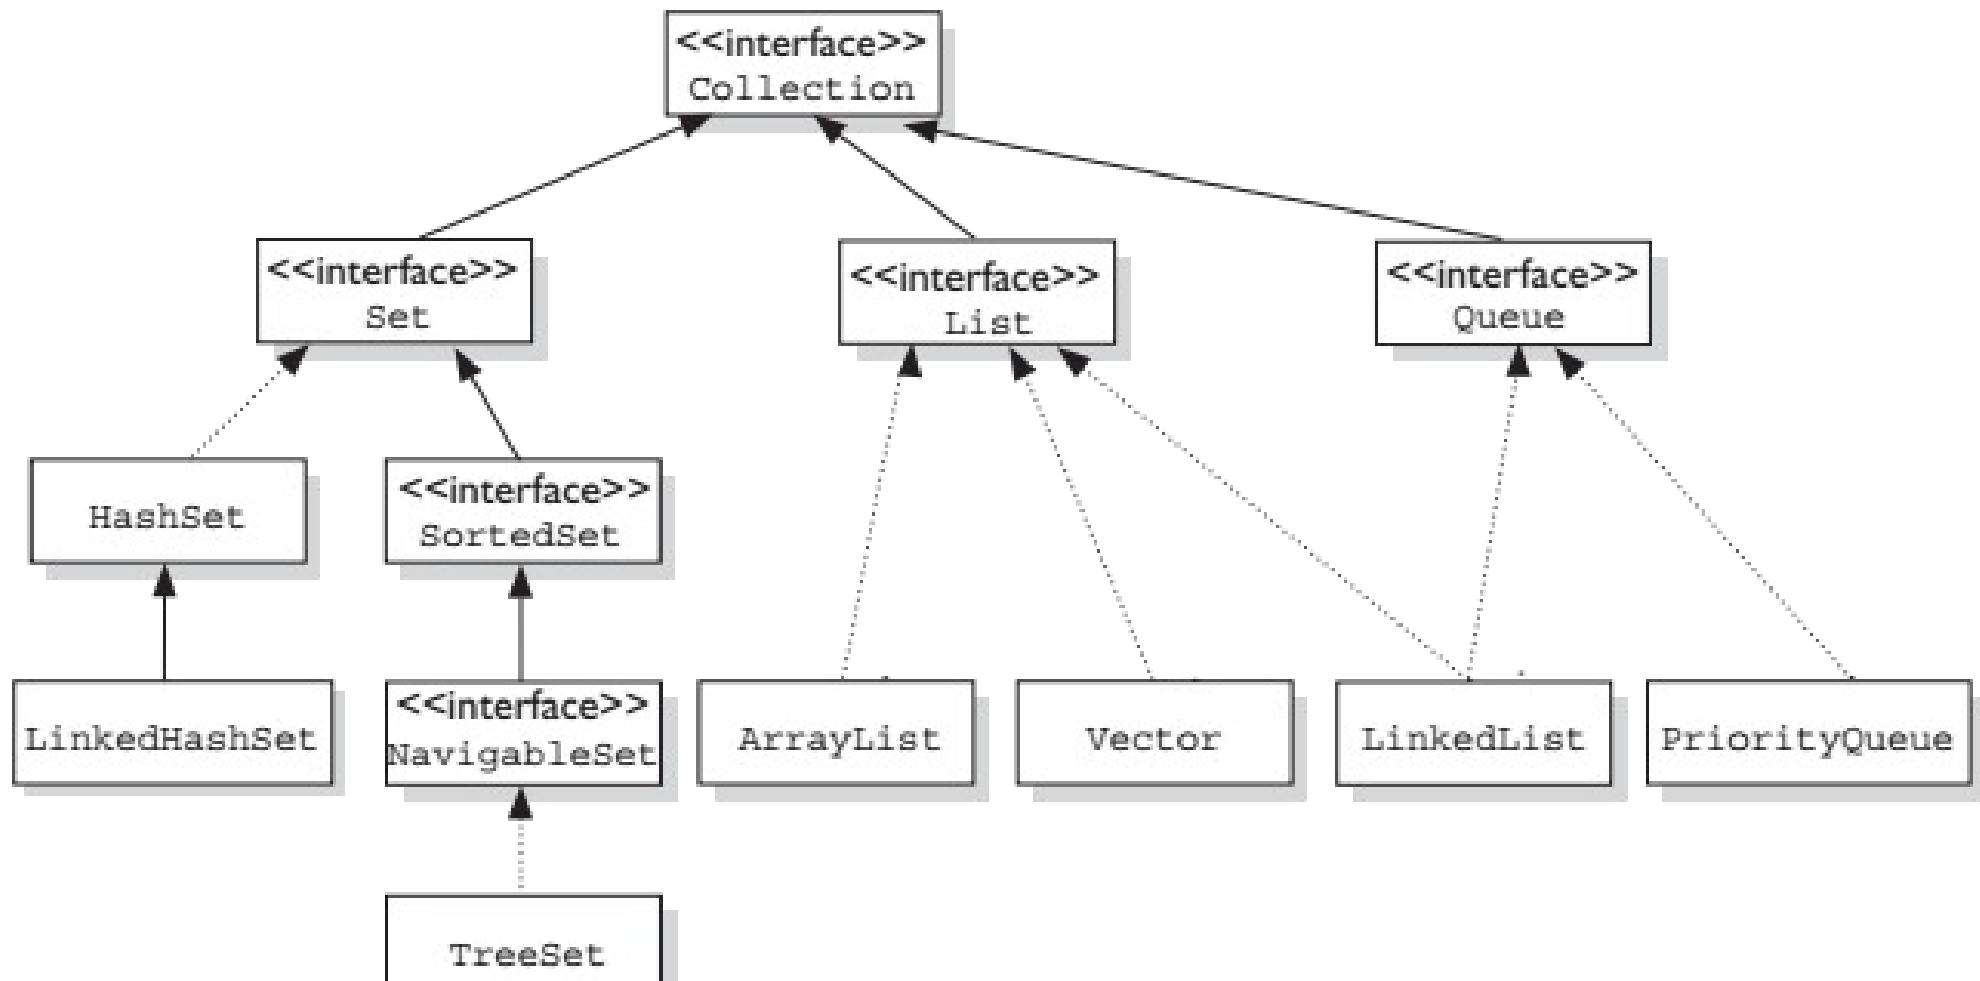 <<interface>>
Collection
<<interface>>
Set
<<interface>>
List
<<interface>>
Queue
HashSet
<<interface>>
SortedSet
LinkedHashSet
<<interface>>
NavigableSet
ArrayList
Vector
LinkedList
PriorityQueue
TreeSet